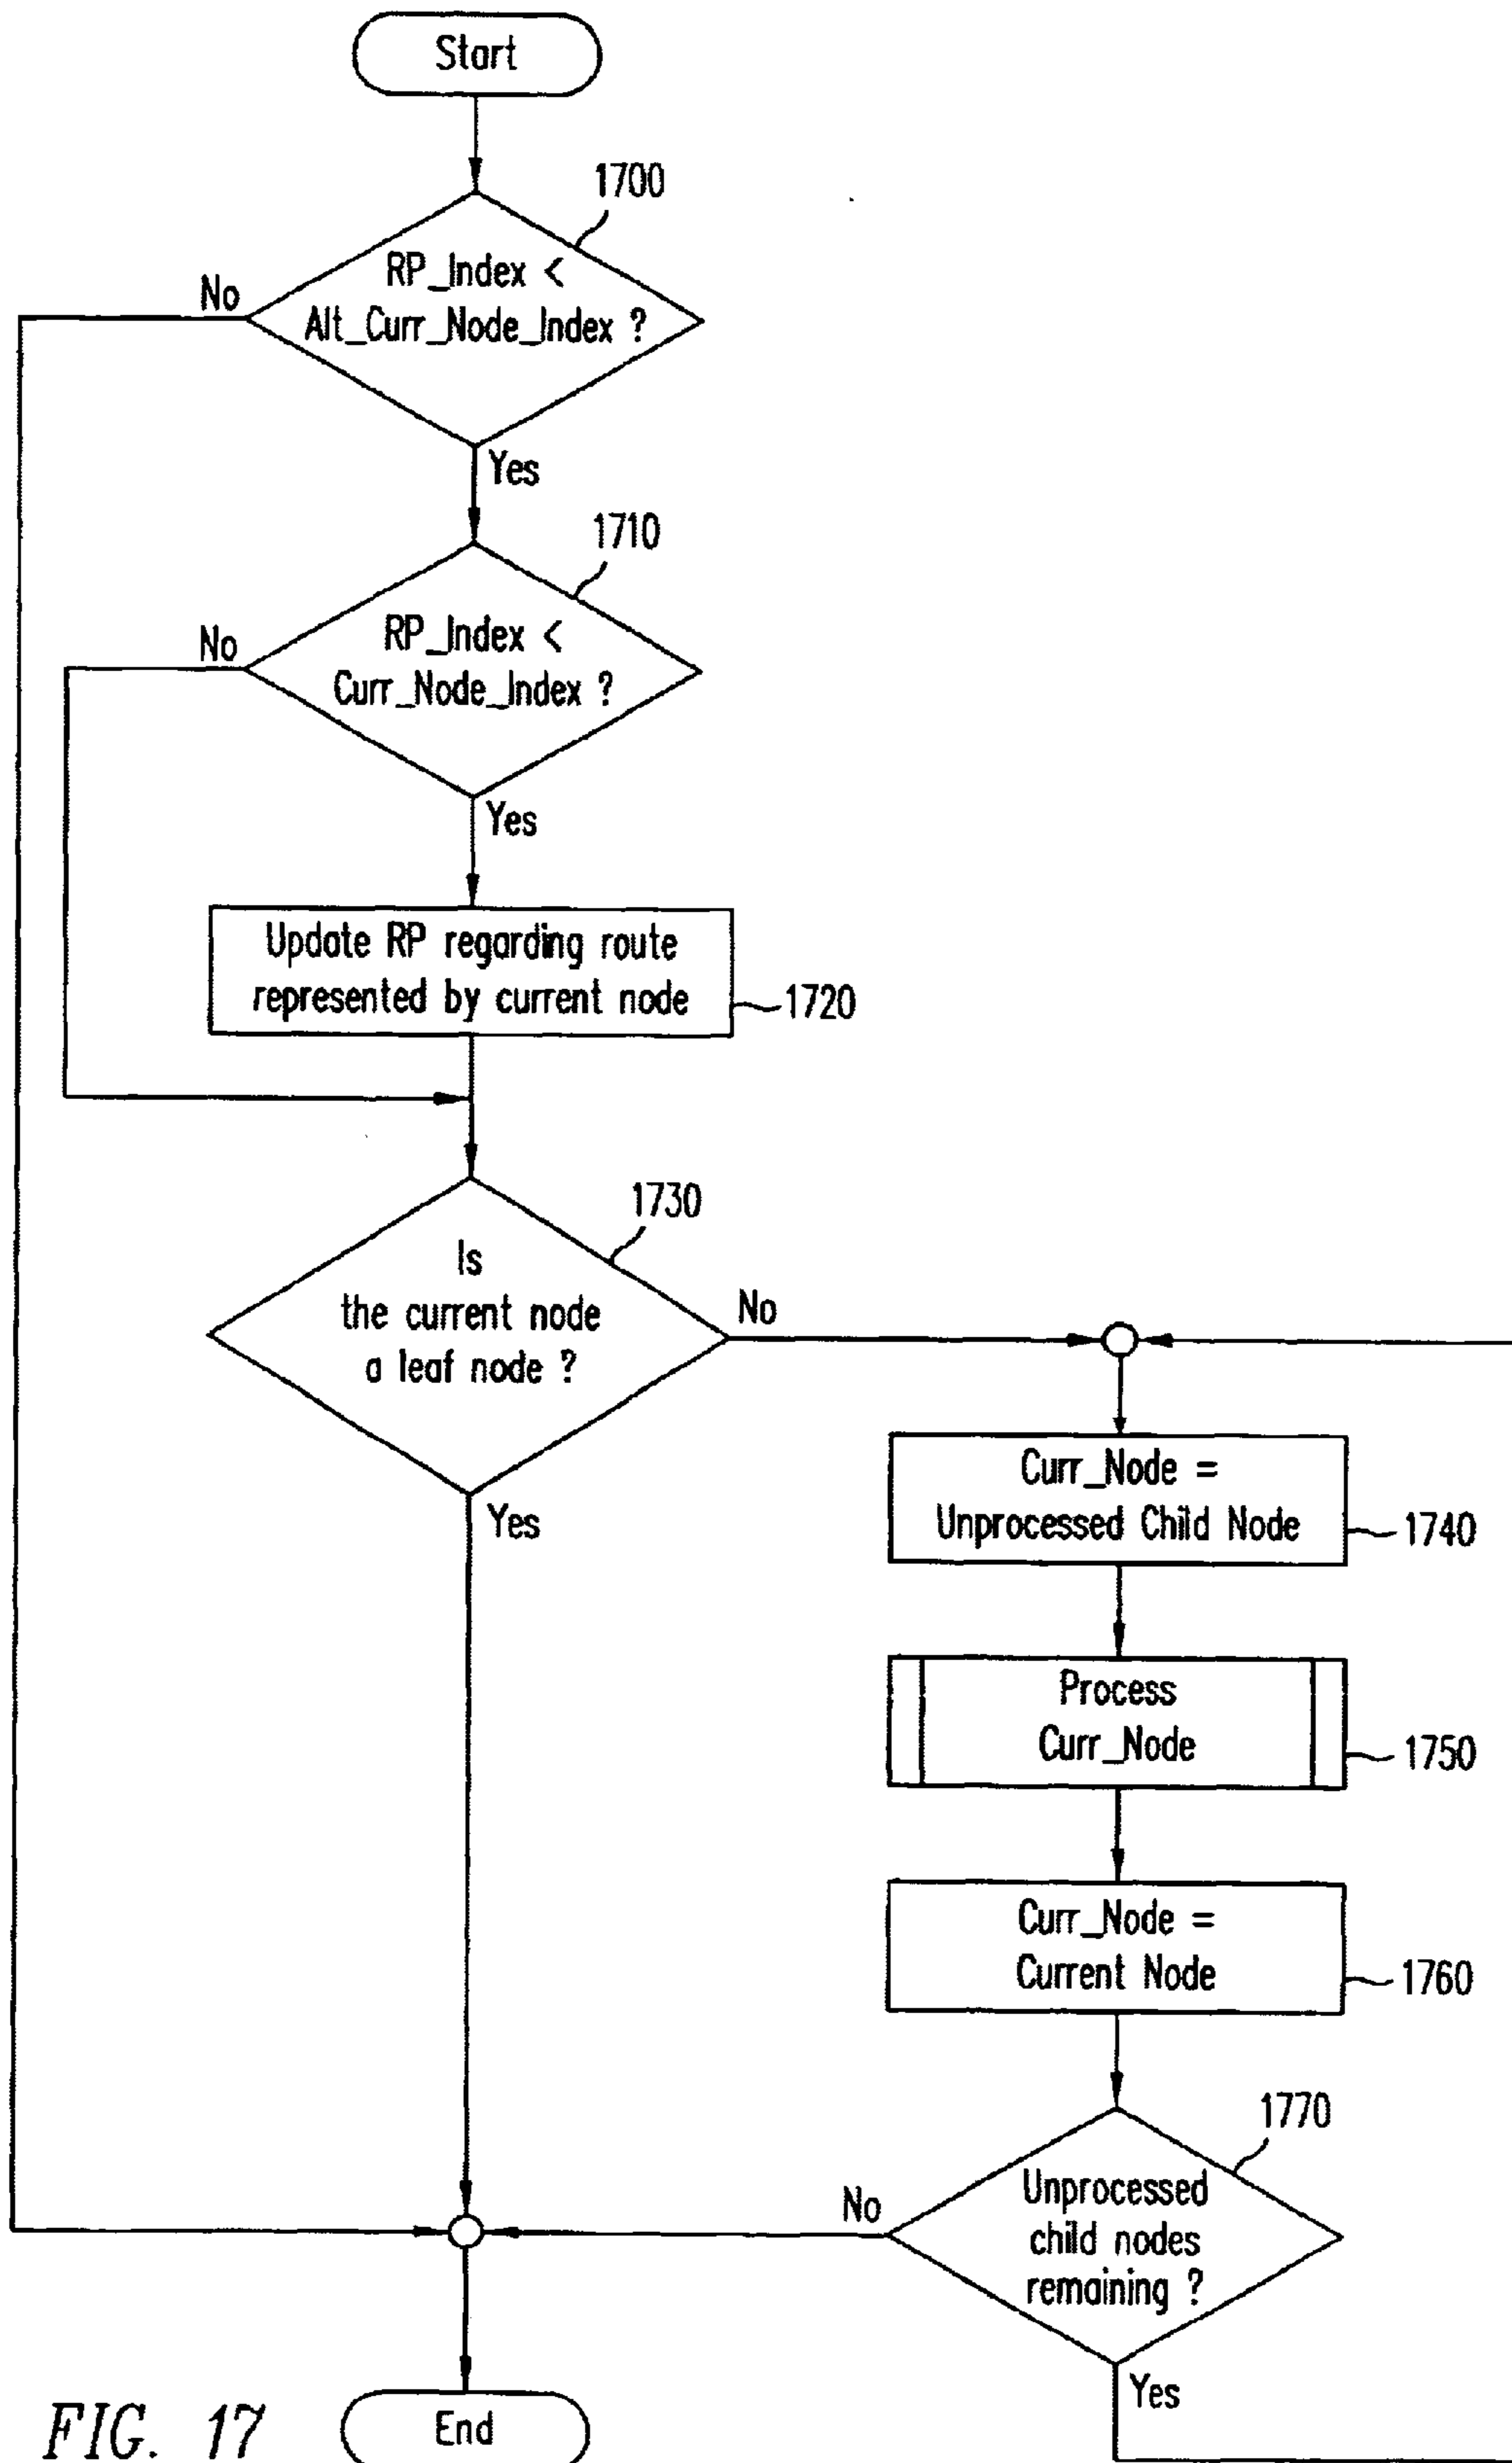 Start
1700
RP_Index <
Alt_Curr_Node_Index ?
No
Yes
1710
RP_Index <
Curr_Node_Index ?
No
Yes
Update RP regarding route
represented by current node
1720
1730
Is
the current node
a leaf node ?
No
Yes
Curr_Node =
Unprocessed Child Node
1740
Process
Curr_Node
1750
Curr_Node =
Current Node
1760
1770
Unprocessed
child nodes
remaining ?
No
Yes
End
FIG. 17